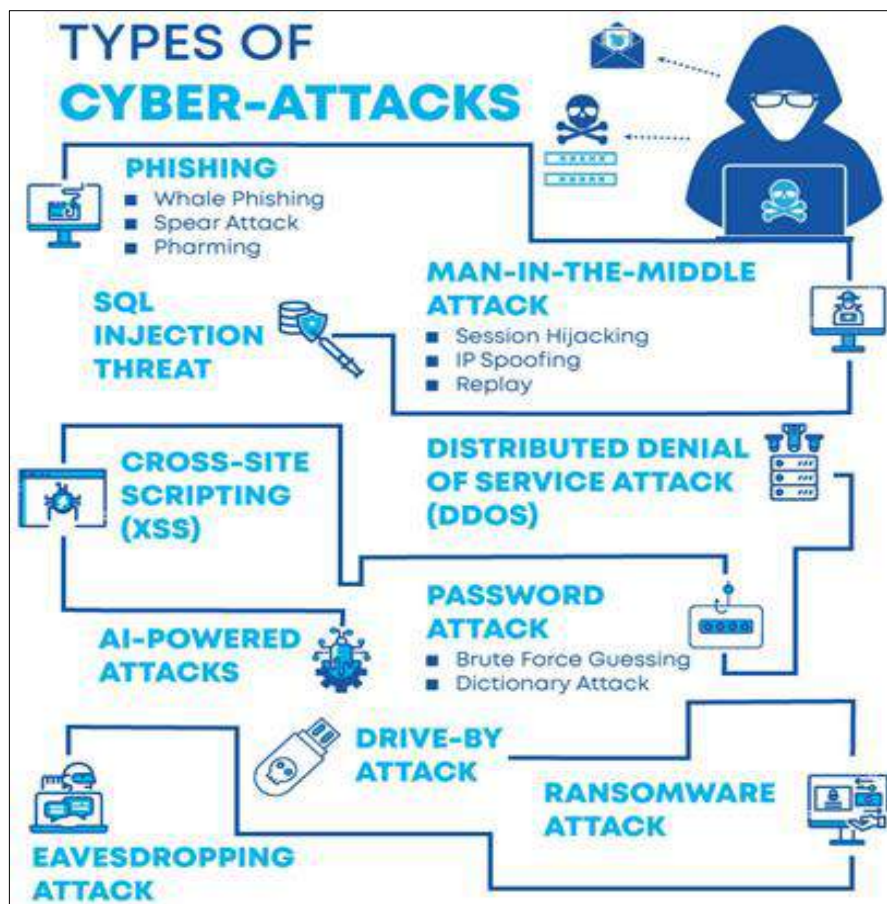 TYPES OF
CYBER-ATTACKS
PHISHING
Whale Phishing
Spear Attack
Pharming
MAN-IN-THE-MIDDLE
ATTACK
Session Hijacking
IP Spoofing
Replay
SQL
INJECTION
THREAT
CROSS-SITE
SCRIPTING
(XSS)
DISTRIBUTED DENIAL
OF SERVICE ATTACK
(DDOS)
AI-POWERED
ATTACKS
PASSWORD
ATTACK
Brute Force Guessing
Dictionary Attack
DRIVE-BY
ATTACK
RANSOMWARE
ATTACK
EAVESDROPPING
ATTACK